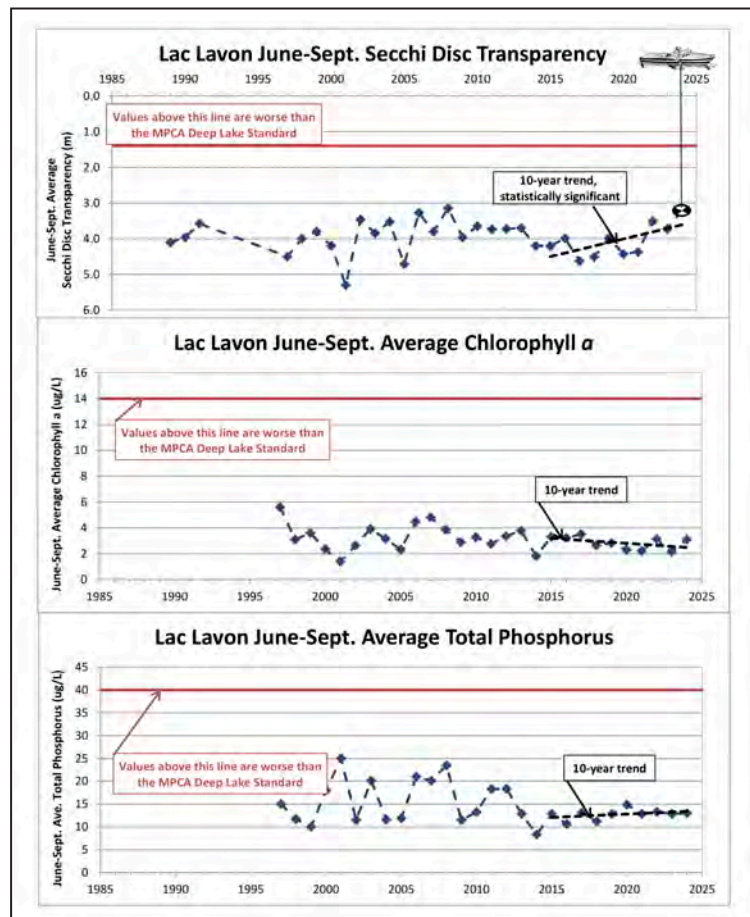 Lac Lavon June-Sept. Secchi Disc Transparency
1985 1990 1995 2000 2005 2010 2015 2020 2025
0.0
1.0
2.0
3.0
4.0
5.0
6.0
June-Sept. Average
Secchi Disc Transparency (m)
Values above this line are worse than
the MPCA Deep Lake Standard
10-year trend,
statistically significant
Lac Lavon June-Sept. Average Chlorophyll a
16
14
12
10
8
6
4
2
0
June-Sept. Average Chlorophyll a (ug/L)
Values above this line are worse than
the MPCA Deep Lake Standard
10-year trend
1985 1990 1995 2000 2005 2010 2015 2020 2025
Lac Lavon June-Sept. Average Total Phosphorus
45
40
35
30
25
20
15
10
5
0
June-Sept. Ave. Total Phosphorus (ug/L)
Values above this line are worse than
the MPCA Deep Lake Standard
10-year trend
1985 1990 1995 2000 2005 2010 2015 2020 2025